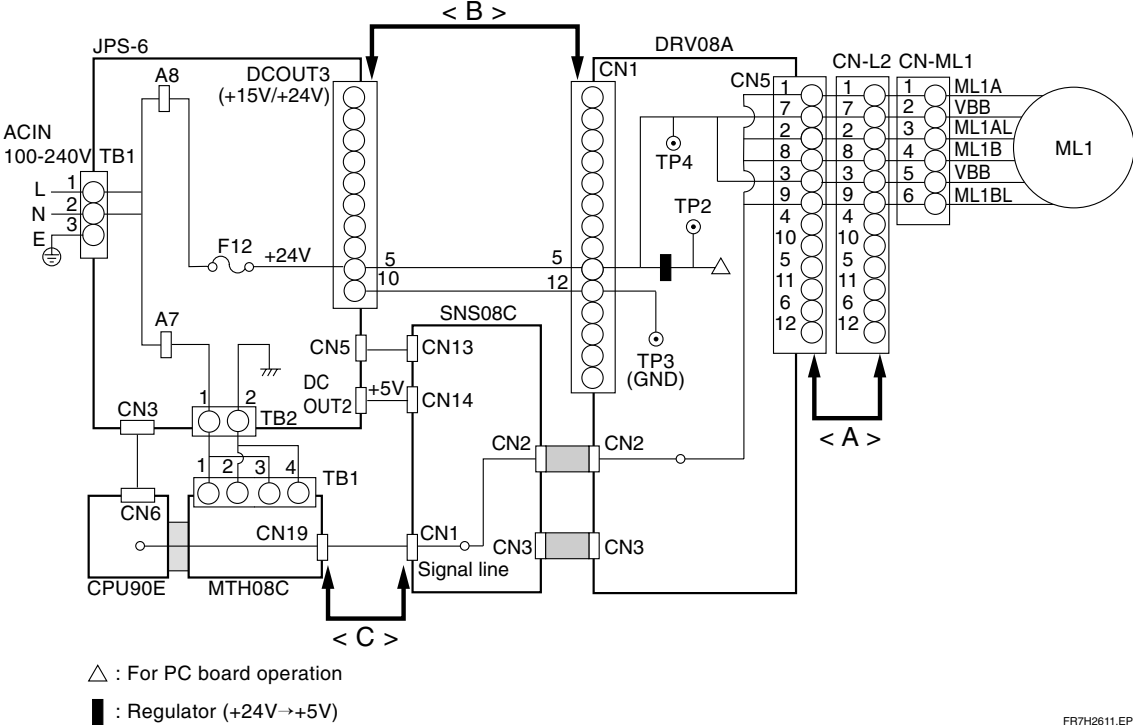 < B >
JPS-6
DRV08A
A8
DCOUT3
(+15V/+24V)
CN1
CN-L2 CN-ML1
CN5
ACIN
100-240V
TB1
L 1
N 2
E 3
F12
+24V
5
10
5
12
TP4
TP2
TP3
(GND)
1 1 1 ML1A
7 7 2 VBB
2 2 3 ML1AL
8 8 4 ML1B
3 3 5 VBB
9 9 6 ML1BL
4 4
10 10
5 5
11 11
6 6
12 12
ML1
SNS08C
A7
CN5
CN13
DC
OUT2
+5V
CN14
< A >
CN3
1 2
TB2
CN2
CN2
1 2 3 4
TB1
CN6
CN19
CN1
CN3
CN3
Signal line
CPU90E
MTH08C
< C >
△ : For PC board operation
: Regulator (+24V→+5V)
FR7H2611.EP